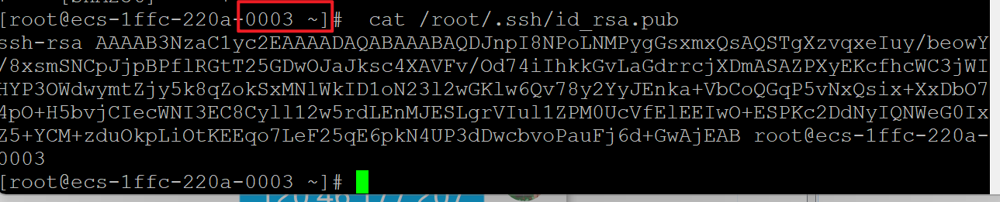 [root@ecs-1ffc-220a-0003 ~]#  cat /root/.ssh/id_rsa.pub
ssh-rsa AAAAB3NzaC1yc2EAAAADAQABAAABAQDJnpI8NPoLNMPygGsxmxQsAQSTgXzvqxeIuy/beowY
/8xsmSNCpJjpBPflRGtT25GDwOJaJksc4XAVFv/Od74iIhkkGvLaGdrrcjXDmASAZPXyEKcfhcWC3jWI
HYP3OWdwymtZjy5k8qZokSxMNlWkID1oN23l2wGKlw6Qv78y2YyJEnka+VbCoQGqP5vNxQsix+XxDbO7
4pO+H5bvjCIecWNI3EC8Cyll12w5rdLEnMJESLgrVIul1ZPM0UcVfElEEIwO+ESPKc2DdNyIQNWeG0Ix
Z5+YCM+zduOkpLiOtKEEqo7LeF25qE6pkN4UP3dDwcbvoPauFj6d+GwAjEAB root@ecs-1ffc-220a-
0003
[root@ecs-1ffc-220a-0003 ~]#